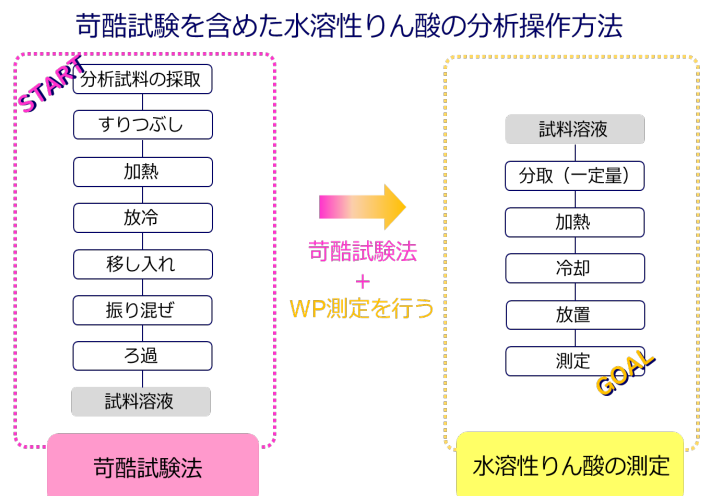 苛酷試験を含めた水溶性りん酸の分析操作方法
START
分析試料の採取
すりつぶし
加熱
放冷
移し入れ
振り混ぜ
ろ過
試料溶液
苛酷試験法
苛酷試験法
+
WP測定を行う
試料溶液
分取（一定量）
加熱
冷却
放置
測定
GOAL
水溶性りん酸の測定